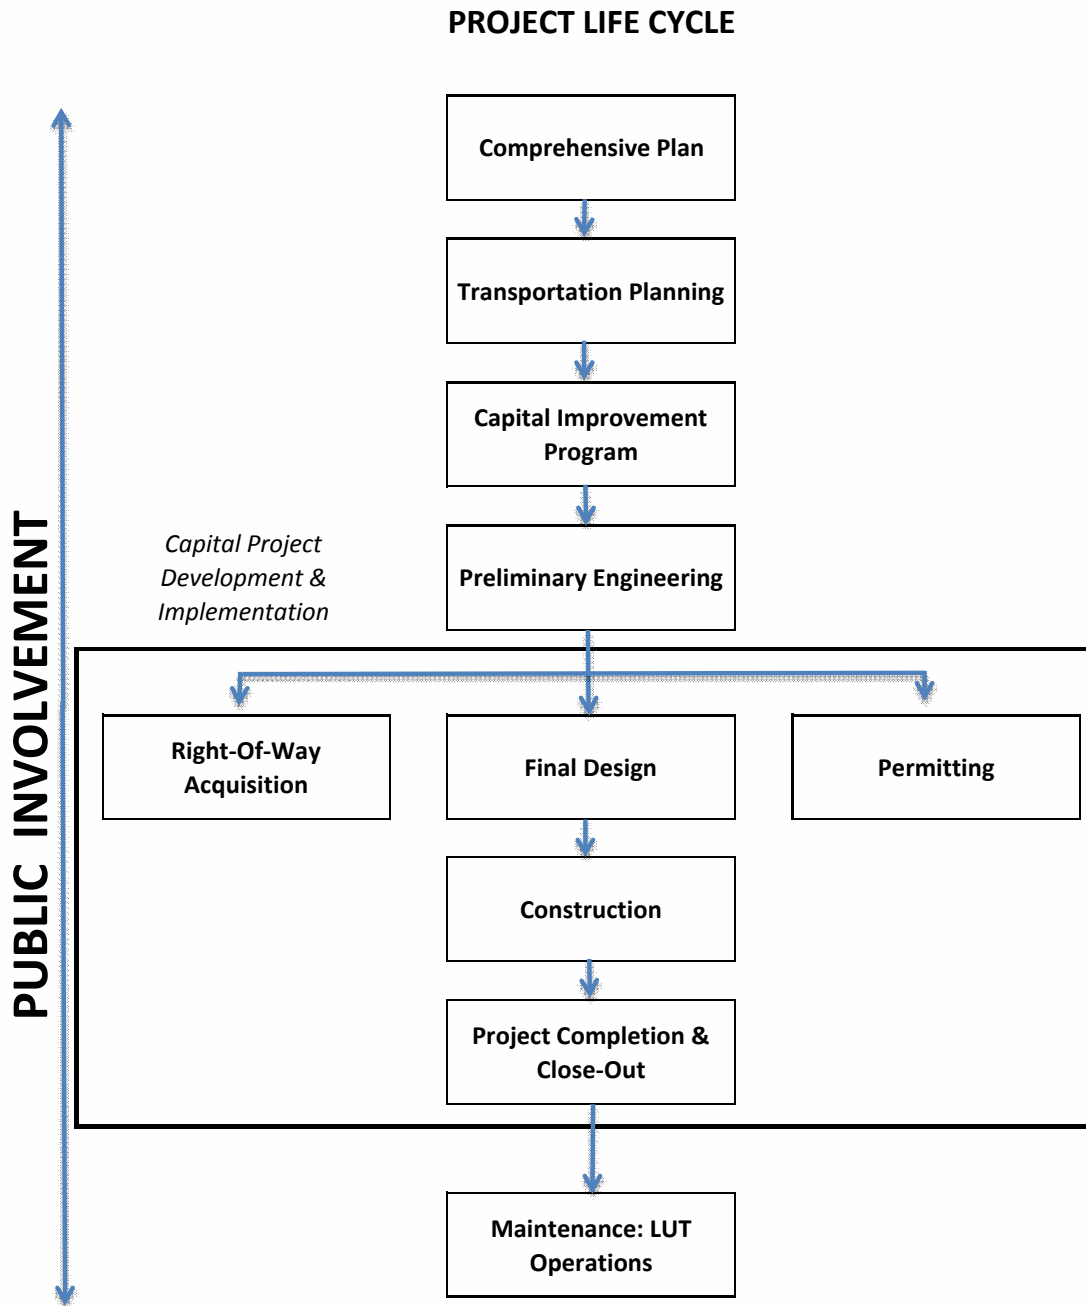 PROJECT LIFE CYCLE
Comprehensive Plan
Transportation Planning
Capital Improvement
Program
Capital Project
Development &
Implementation
Preliminary Engineering
PUBLIC INVOLVEMENT
Right-Of-Way
Acquisition
Final Design
Permitting
Construction
Project Completion &
Close-Out
Maintenance: LUT
Operations